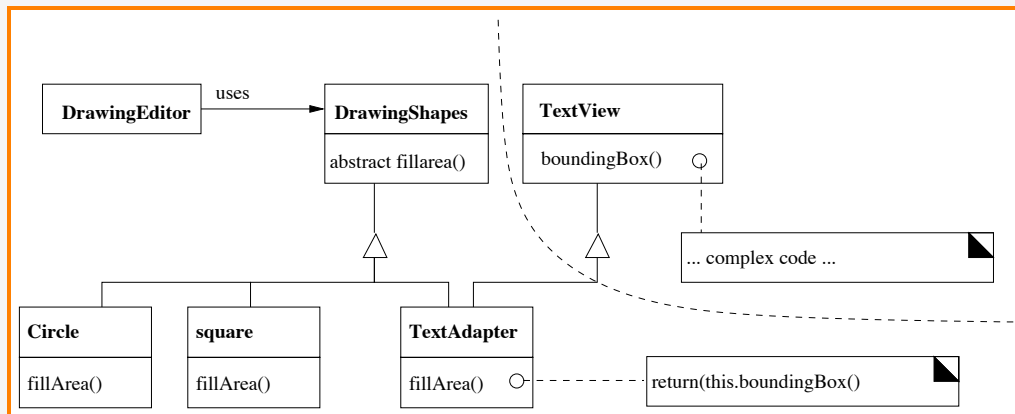 uses
DrawingEditor
DrawingShapes
abstract fillarea()
TextView
boundingBox()
... complex code ...
Circle
fillArea()
square
fillArea()
TextAdapter
fillArea()
return(this.boundingBox()